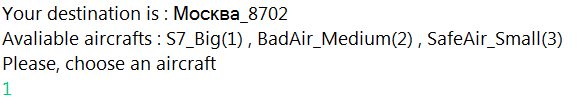 Your destination is : Москва_8702
Avaliable aircrafts : S7_Big(1) , BadAir_Medium(2) , SafeAir_Small(3)
Please, choose an aircraft
1